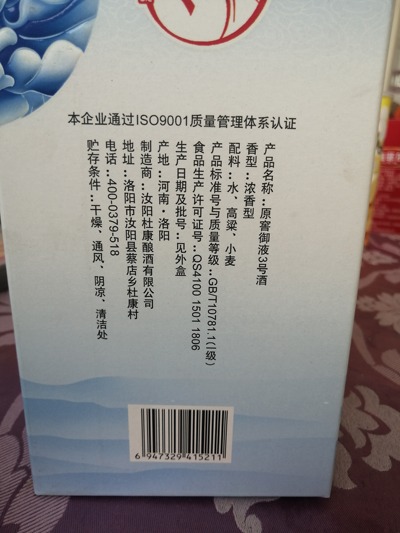 本企业通过ISO9001质量管理体系认证
产品名称：原窖御液3号酒
香型：浓香型
配料：水、高粱、小麦
产品标准号与质量等级：GB/T10781.1(Ⅰ级)
食品生产许可证号：QS4100 1501 1806
生产日期及批号：见外盒
产地：河南·洛阳
制造商：汝阳杜康酿酒有限公司
地址：洛阳市汝阳县蔡店乡杜康村
电话：400-0379-518
贮存条件：干燥、通风、阴凉、清洁处
6 947329 415211